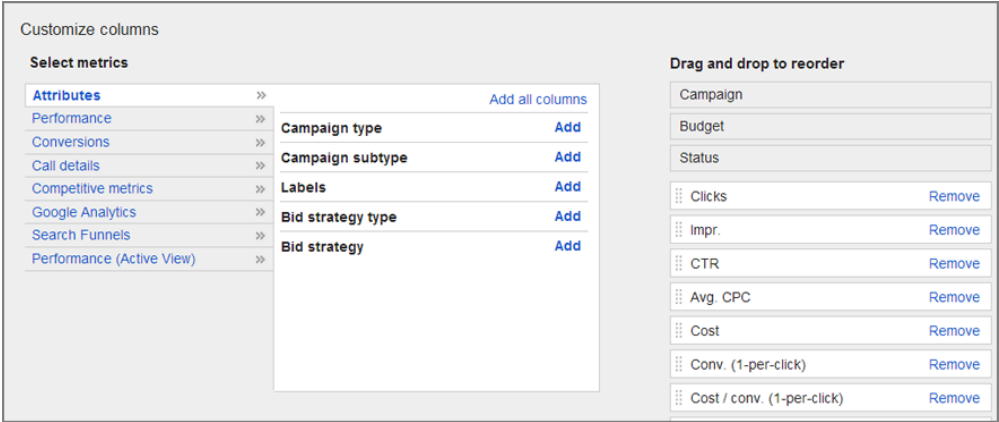 Customize columns
Select metrics
Attributes »
Performance »
Conversions »
Call details »
Competitive metrics »
Google Analytics »
Search Funnels »
Performance (Active View) »
Add all columns
Campaign type Add
Campaign subtype Add
Labels Add
Bid strategy type Add
Bid strategy Add
Drag and drop to reorder
Campaign
Budget
Status
Clicks Remove
Impr. Remove
CTR Remove
Avg. CPC Remove
Cost Remove
Conv. (1-per-click) Remove
Cost / conv. (1-per-click) Remove